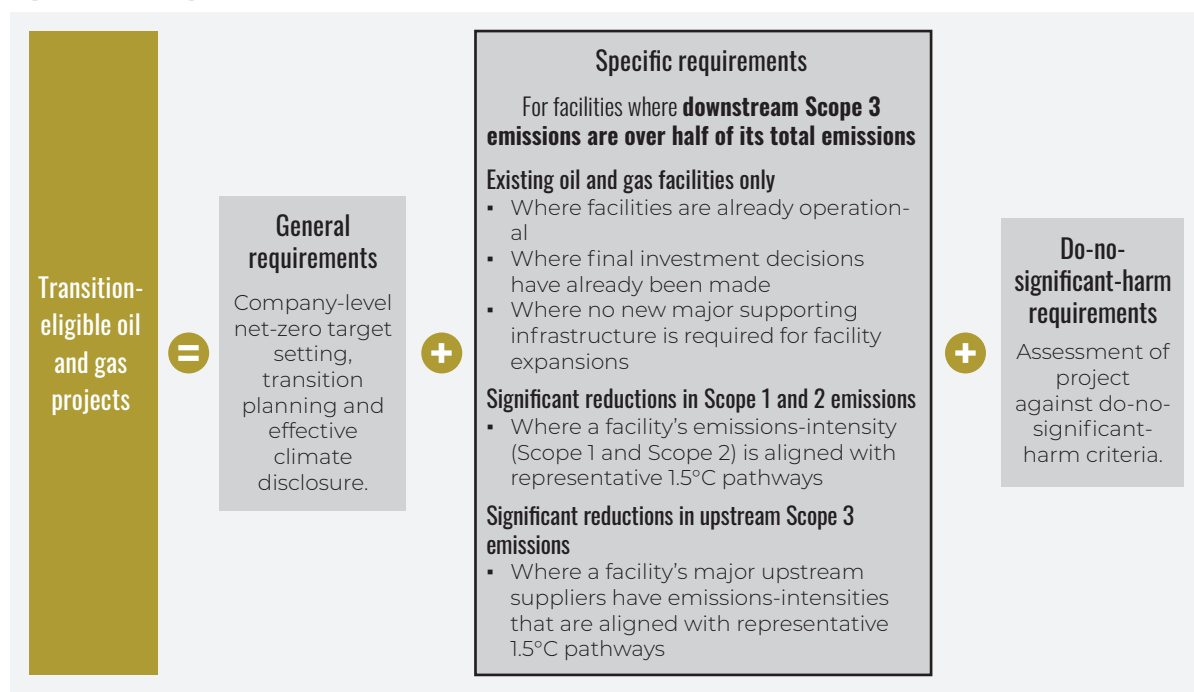 Transition-
eligible oil
and gas
projects
=
General
requirements
Company-level
net-zero target
setting,
transition
planning and
effective
climate
disclosure.
+
Specific requirements
For facilities where downstream Scope 3
emissions are over half of its total emissions
Existing oil and gas facilities only
▪ Where facilities are already operation-
al
▪ Where final investment decisions
have already been made
▪ Where no new major supporting
infrastructure is required for facility
expansions
Significant reductions in Scope 1 and 2 emissions
▪ Where a facility’s emissions-intensity
(Scope 1 and Scope 2) is aligned with
representative 1.5°C pathways
Significant reductions in upstream Scope 3
emissions
▪ Where a facility’s major upstream
suppliers have emissions-intensities
that are aligned with representative
1.5°C pathways
+
Do-no-
significant-harm
requirements
Assessment of
project
against do-no-
significant-
harm criteria.